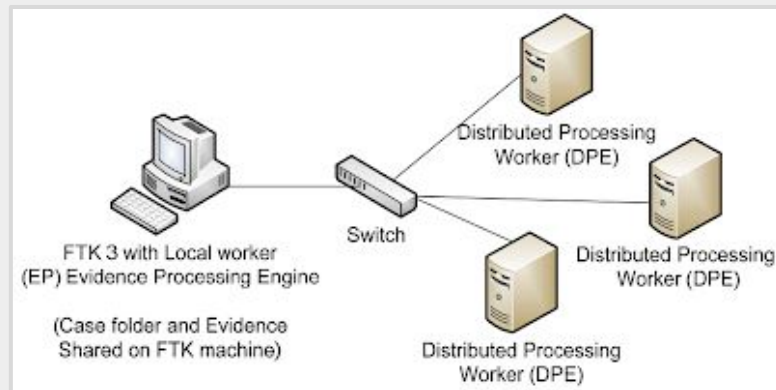 Distributed Processing
Worker (DPE)
Switch
FTK 3 with Local worker
(EP) Evidence Processing Engine
(Case folder and Evidence
Shared on FTK machine)
Distributed Processing
Worker (DPE)
Distributed Processing
Worker (DPE)